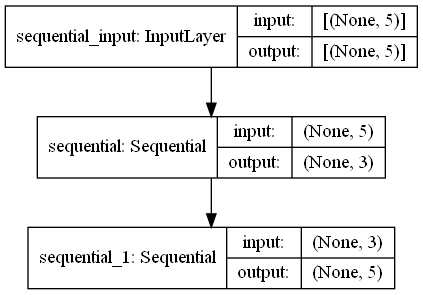 sequential_input: InputLayer
input: [(None, 5)]
output: [(None, 5)]
sequential: Sequential
input: (None, 5)
output: (None, 3)
sequential_1: Sequential
input: (None, 3)
output: (None, 5)